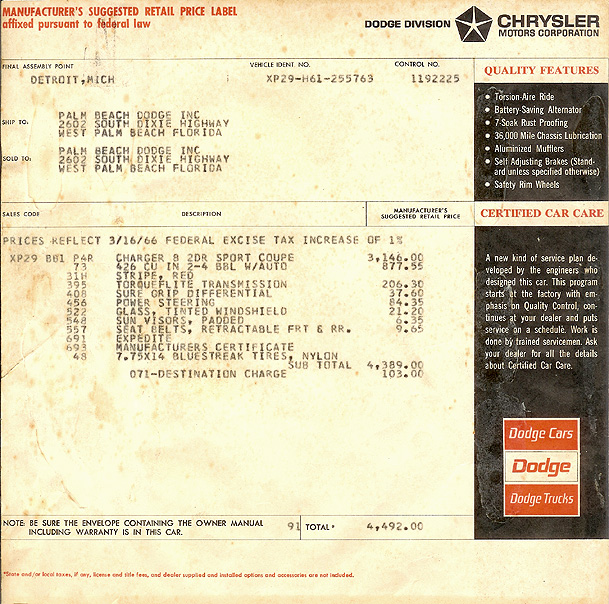 MANUFACTURER'S SUGGESTED RETAIL PRICE LABEL
affixed pursuant to federal law
DODGE DIVISION CHRYSLER
MOTORS CORPORATION
FINAL ASSEMBLY POINT VEHICLE IDENT. NO. CONTROL NO.
DETROIT,MICH XP29-H61-255763 1192225
SHIP TO: PALM BEACH DODGE INC
2602 SOUTH DIXIE HIGHWAY
WEST PALM BEACH FLORIDA
SOLD TO: PALM BEACH DODGE INC
2602 SOUTH DIXIE HIGHWAY
WEST PALM BEACH FLORIDA
QUALITY FEATURES
• Torsion-Aire Ride
• Battery-Saving Alternator
• 7-Soak Rust Proofing
• 36,000 Mile Chassis Lubrication
• Aluminized Mufflers
• Self Adjusting Brakes (Stand-
ard unless specified otherwise)
• Safety Rim Wheels
SALES CODE DESCRIPTION MANUFACTURER'S
SUGGESTED RETAIL PRICE
PRICES REFLECT 3/16/66 FEDERAL EXCISE TAX INCREASE OF 1%
XP29 BB1 P4R CHARGER 8 2DR SPORT COUPE 3,146.00
73 426 CU IN 2-4 BBL W/AUTO 877.55
31H STRIPE, RED
395 TORQUEFLITE TRANSMISSION 206.30
408 SURE GRIP DIFFERENTIAL 37.60
456 POWER STEERING 84.35
522 GLASS, TINTED WINDSHIELD 21.20
548 SUN VISORS, PADDED 6.35
557 SEAT BELTS, RETRACTABLE FRT & RR. 9.65
691 EXPEDITE
693 MANUFACTURERS CERTIFICATE
48 7.75X14 BLUESTREAK TIRES, NYLON
SUB TOTAL 4,389.00
071-DESTINATION CHARGE 103.00
CERTIFIED CAR CARE
A new kind of service plan de-
veloped by the engineers who
designed this car. This program
starts at the factory with em-
phasis on Quality Control, con-
tinues at your dealer and puts
service on a schedule. Work is
done by trained servicemen. Ask
your dealer for all the details
about Certified Car Care.
Dodge Cars
Dodge
Dodge Trucks
NOTE: BE SURE THE ENVELOPE CONTAINING THE OWNER MANUAL
INCLUDING WARRANTY IS IN THIS CAR.
91 TOTAL* 4,492.00
*State and/or local taxes, if any, license and title fees, and dealer supplied and installed options and accessories are not included.